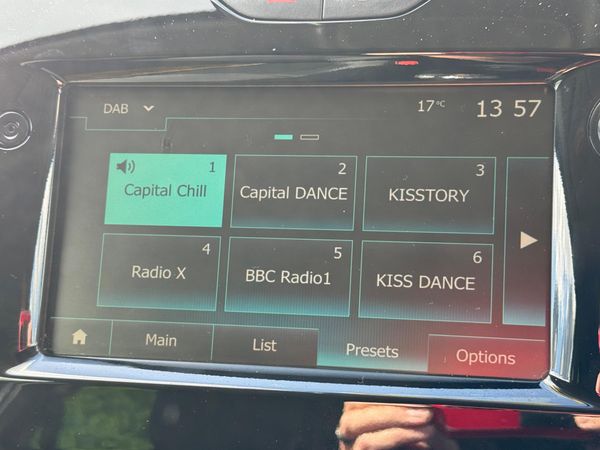 DAB 17°C 13 57
1 2 3
Capital Chill Capital DANCE KISSTORY
4 5 6
Radio X BBC Radio1 KISS DANCE
Main List Presets Options